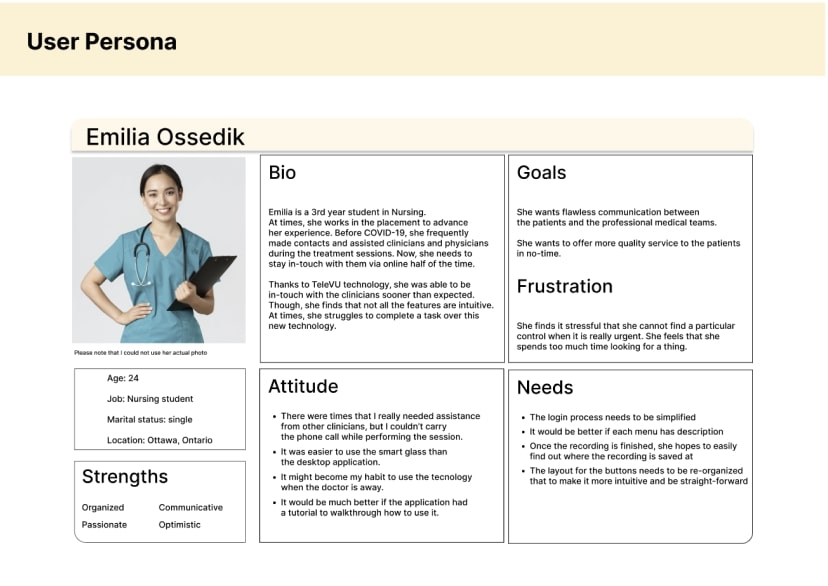 User Persona
Emilia Ossedik
Please note that I could not use her actual photo
Age: 24
Job: Nursing student
Marital status: single
Location: Ottawa, Ontario
Strengths
Organized Communicative
Passionate Optimistic
Bio
Emilia is a 3rd year student in Nursing.
At times, she works in the placement to advance
her experience. Before COVID-19, she frequently
made contacts and assisted clinicians and physicians
during the treatment sessions. Now, she needs to
stay in-touch with them via online half of the time.
Thanks to TeleVU technology, she was able to be
in-touch with the clinicians sooner than expected.
Though, she finds that not all the features are intuitive.
At times, she struggles to complete a task over this
new technology.
Goals
She wants flawless communication between
the patients and the professional medical teams.
She wants to offer more quality service to the patients
in no-time.
Frustration
She finds it stressful that she cannot find a particular
control when it is really urgent. She feels that she
spends too much time looking for a thing.
Attitude
• There were times that I really needed assistance
from other clinicians, but I couldn't carry
the phone call while performing the session.
• It was easier to use the smart glass than
the desktop application.
• It might become my habit to use the tecnology
when the doctor is away.
• It would be much better if the application had
a tutorial to walkthrough how to use it.
Needs
• The login process needs to be simplified
• It would be better if each menu has description
• Once the recording is finished, she hopes to easily
find out where the recording is saved at
• The layout for the buttons needs to be re-organized
that to make it more intuitive and be straight-forward